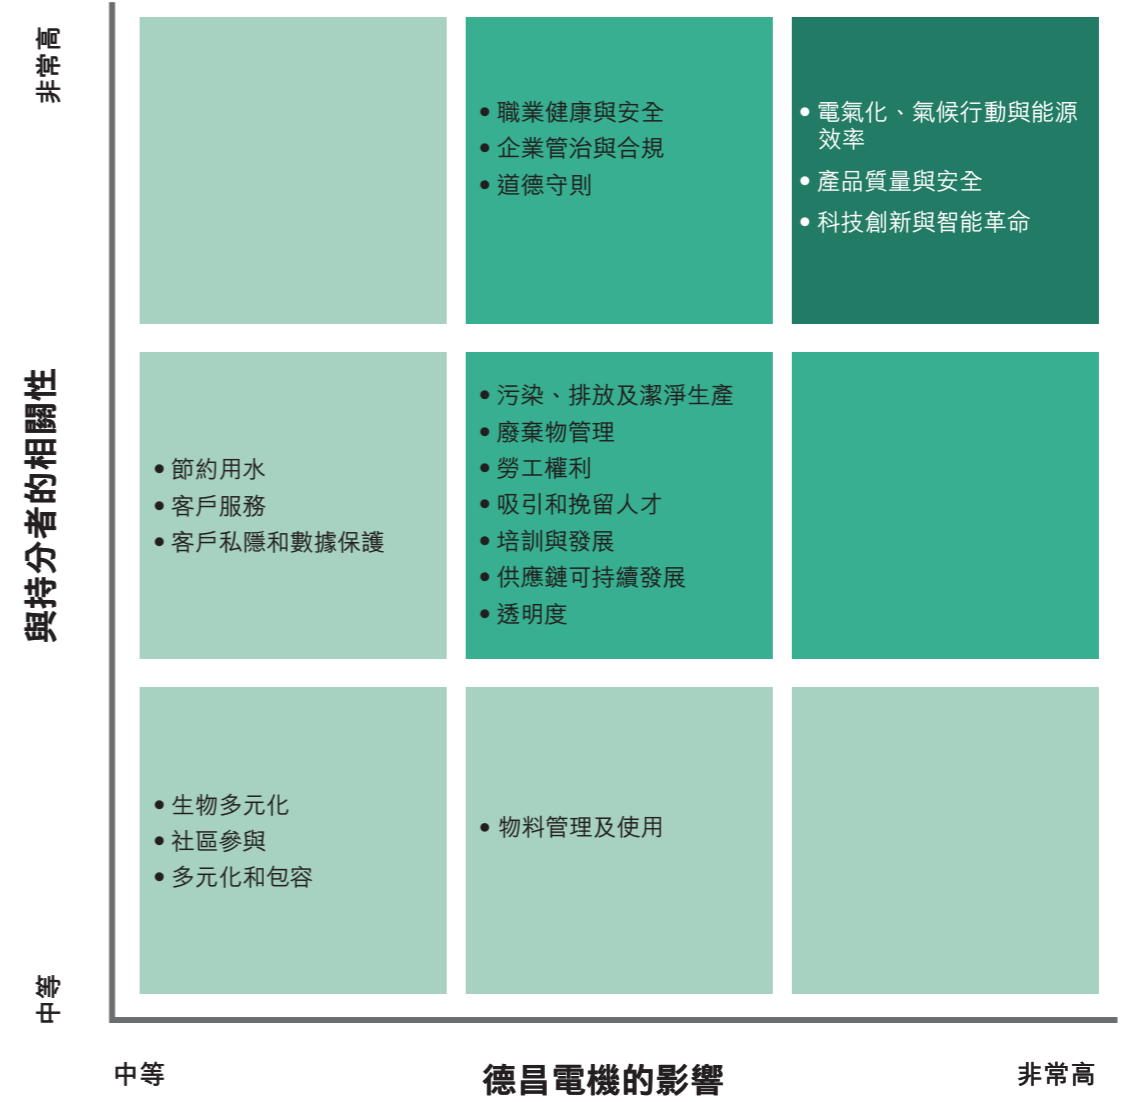 非常高
• 職業健康與安全
• 企業管治與合規
• 道德守則
• 電氣化、氣候行動與能源
效率
• 產品質量與安全
• 科技創新與智能革命
與持分者的相關性
• 節約用水
• 客戶服務
• 客戶私隱和數據保護
• 污染、排放及潔淨生產
• 廢棄物管理
• 勞工權利
• 吸引和挽留人才
• 培訓與發展
• 供應鏈可持續發展
• 透明度
• 生物多元化
• 社區參與
• 多元化和包容
• 物料管理及使用
中等
中等
德昌電機的影響
非常高